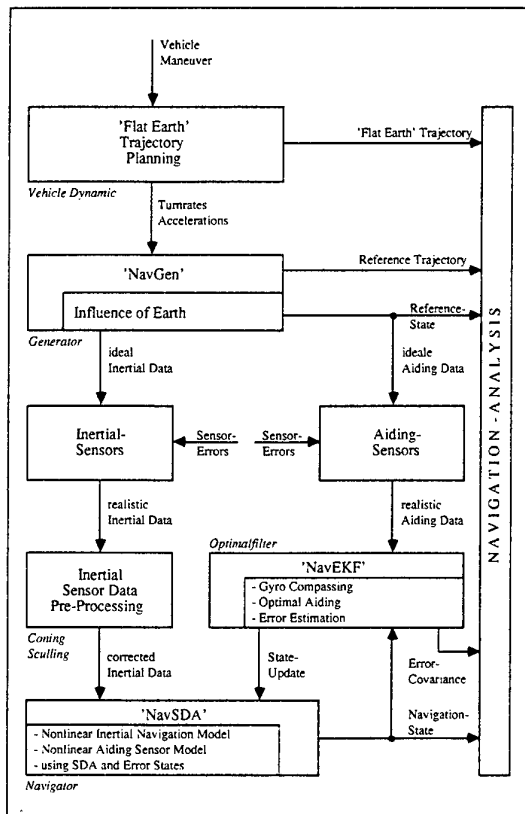 Vehicle
Maneuver
'Flat Earth'
Trajectory
Planning
'Flat Earth' Trajectory
Vehicle Dynamic
Turnrates
Accelerations
'NavGen'
Reference Trajectory
Influence of Earth
Reference-
State
Generator
ideal
Inertial Data
ideale
Aiding Data
Inertial-
Sensors
Sensor-
Errors
Sensor-
Errors
Aiding-
Sensors
realistic
Inertial Data
realistic
Aiding Data
Inertial
Sensor Data
Pre-Processing
Optimalfilter
'NavEKF'
- Gyro Compassing
- Optimal Aiding
- Error Estimation
Coning
Sculling
corrected
Inertial Data
State-
Update
Error-
Covariance
'NavSDA'
- Nonlinear Inertial Navigation Model
- Nonlinear Aiding Sensor Model
- using SDA and Error States
Navigation-
State
Navigator
NAVIGATION-ANALYSIS